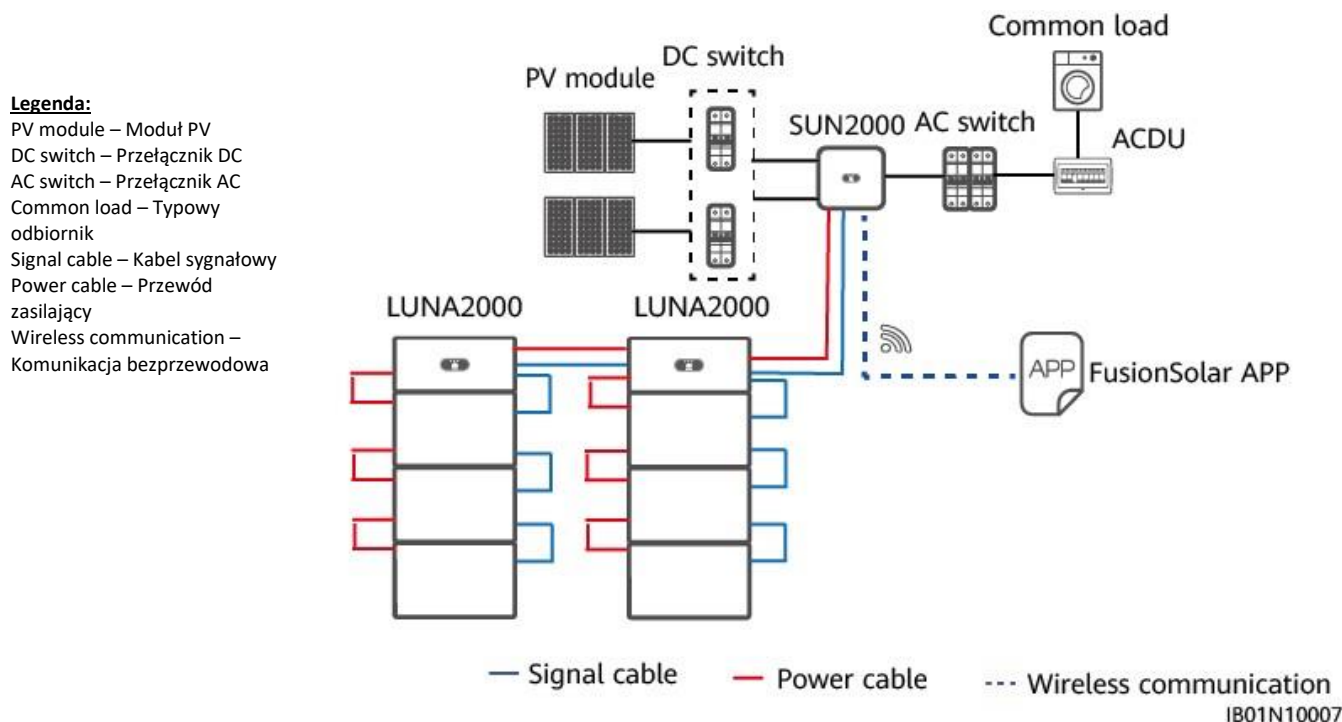 Legenda:
PV module – Moduł PV
DC switch – Przełącznik DC
AC switch – Przełącznik AC
Common load – Typowy
odbiornik
Signal cable – Kabel sygnałowy
Power cable – Przewód
zasilający
Wireless communication –
Komunikacja bezprzewodowa
Common load
DC switch
PV module
SUN2000
AC switch
ACDU
LUNA2000
LUNA2000
APP
FusionSolar APP
Signal cable
Power cable
Wireless communication
IB01N10007